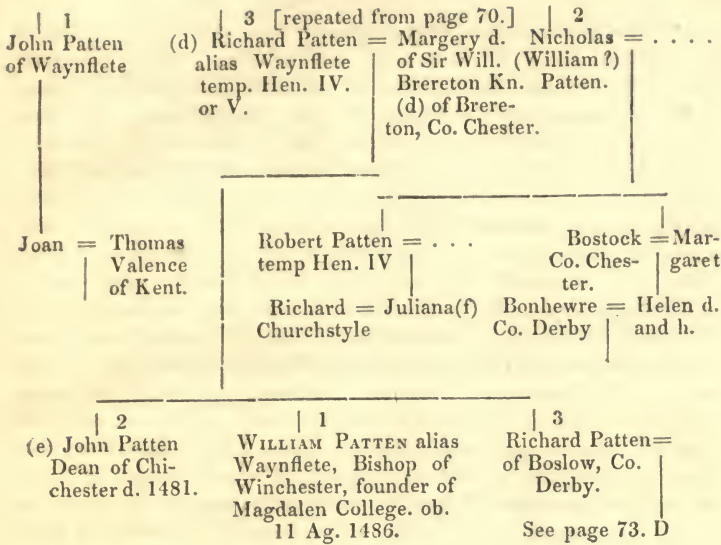 1
John Patten
of Waynflete
3 [repeated from page 70.]
(d) Richard Patten = Margery d.
alias Waynflete of Sir Will.
temp. Hen. IV. Brereton Kn.
or V. (d) of Brere-
ton, Co. Chester.
2
Nicholas = . . . .
(William ?)
Patten.
Joan = Thomas
Valence
of Kent.
Robert Patten = . . .
temp Hen. IV
Richard = Juliana(f)
Churchstyle
Bostock = Mar-
Co. Ches- garet
ter.
Bonhewre = Helen d.
Co. Derby and h.
2
(e) John Patten
Dean of Chi-
chester d. 1481.
1
WILLIAM PATTEN alias
Waynflete, Bishop of
Winchester, founder of
Magdalen College. ob.
11 Ag. 1486.
3
Richard Patten=
of Boslow, Co.
Derby.
See page 73. D